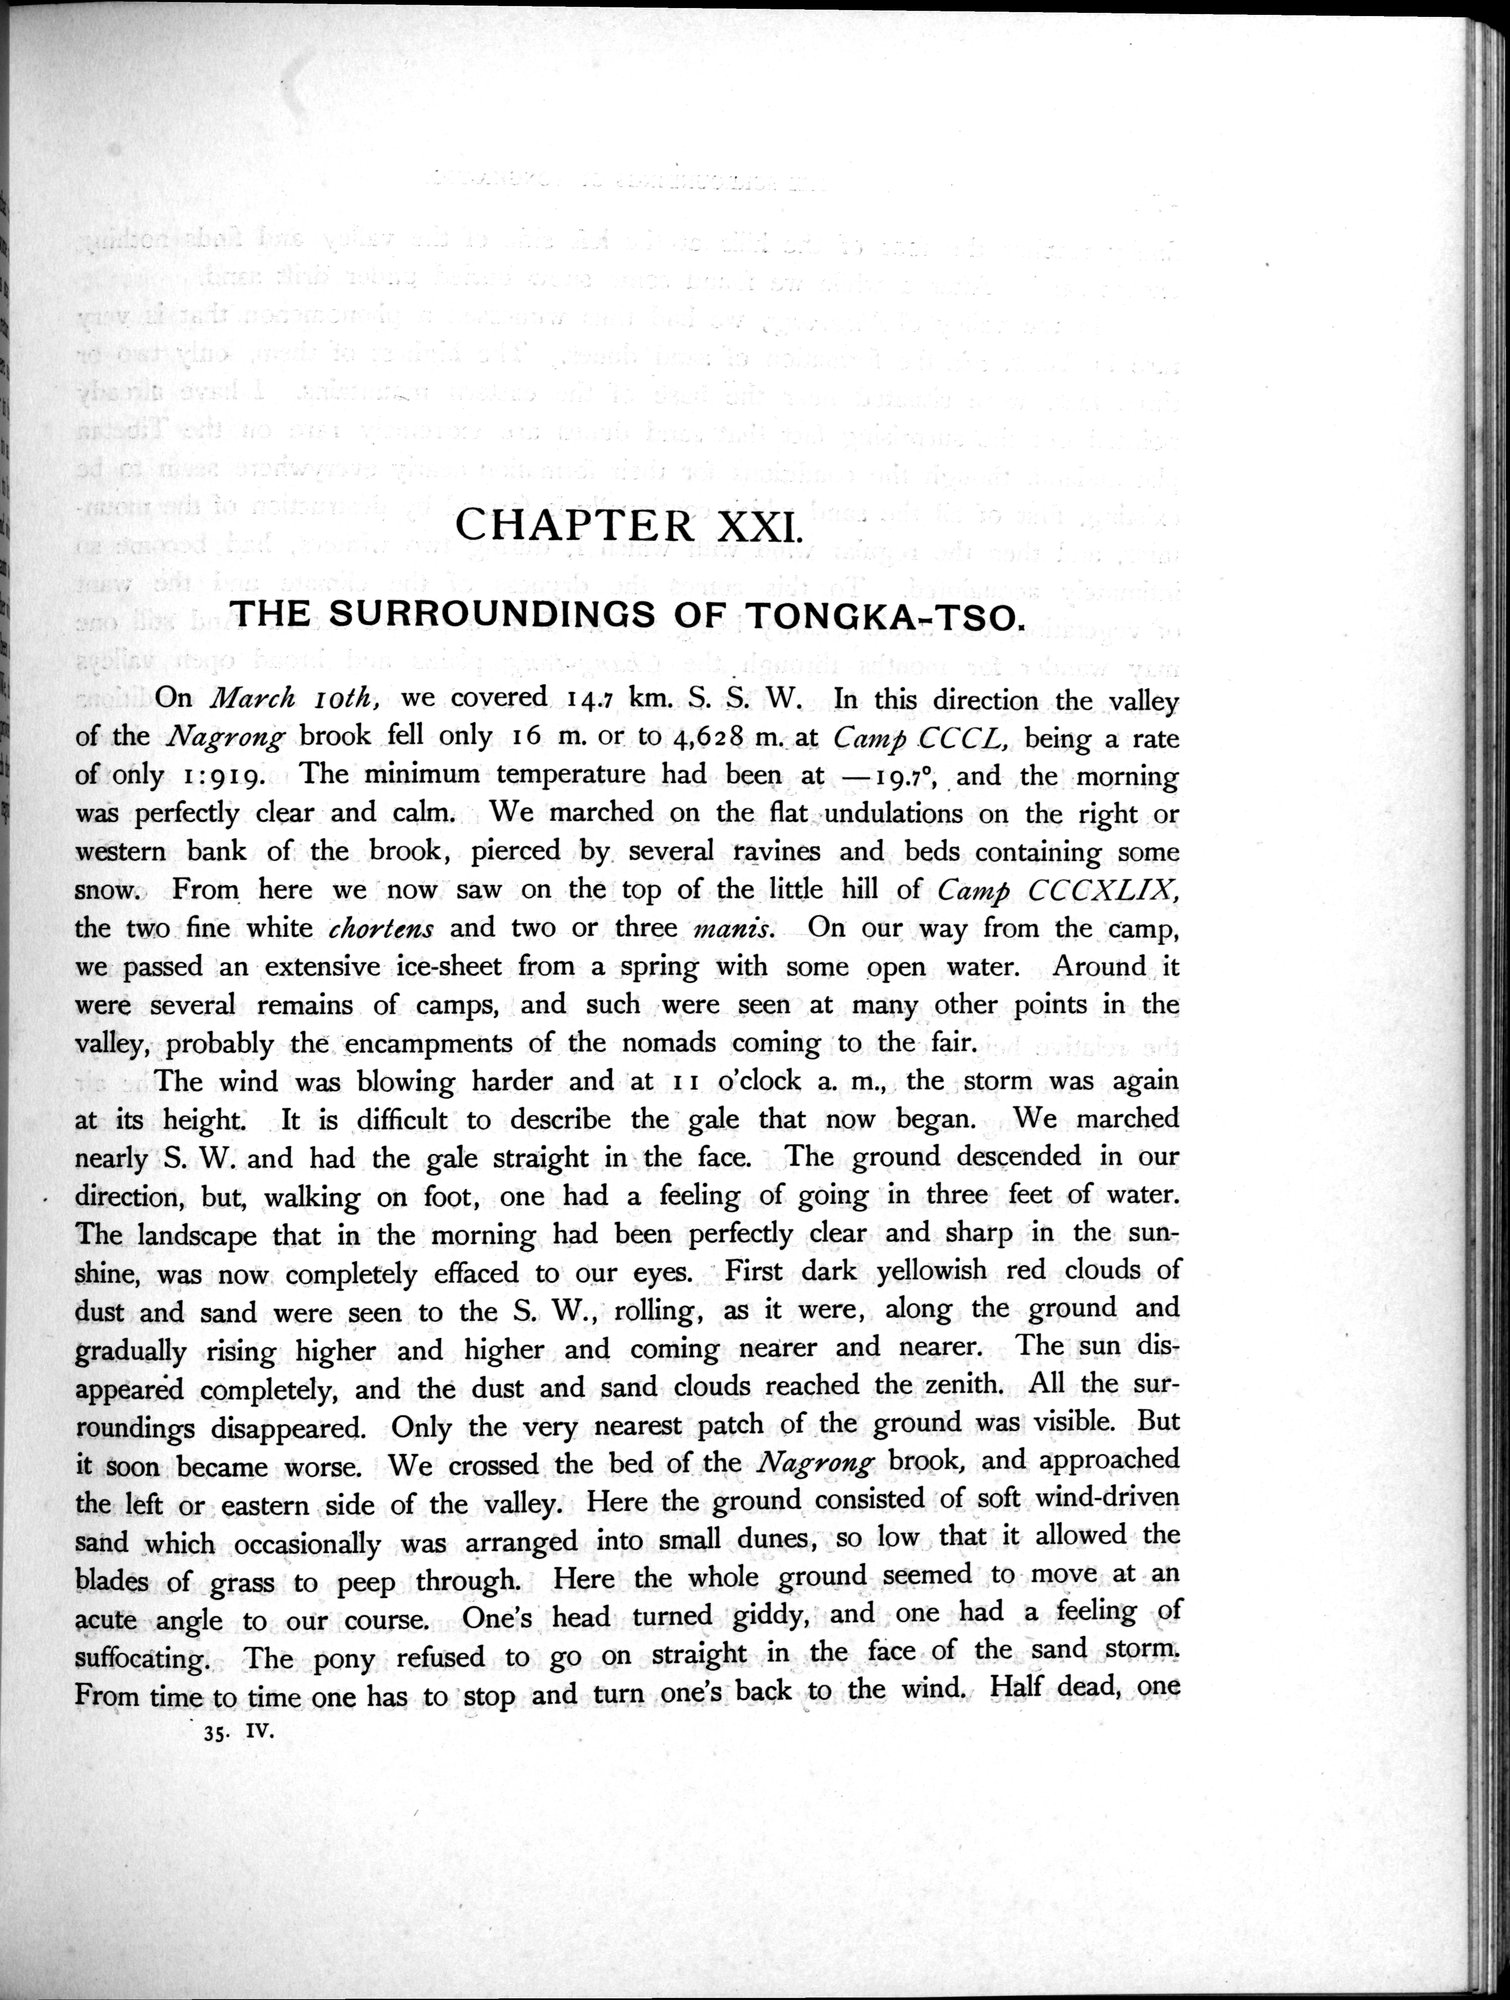 CHAPTER XXI.
THE SURROUNDINGS OF TONGKA-TSO.
On March 10th, we covered 14.7 km. S. S. W. In this direction the valley
of the Nagrong brook fell only 16 m. or to 4,628 m. at Camp CCCL, being a rate
of only 1:919. The minimum temperature had been at —19.7°, and the morning
was perfectly clear and calm. We marched on the flat undulations on the right or
western bank of the brook, pierced by several ravines and beds containing some
snow. From here we now saw on the top of the little hill of Camp CCCXLIX,
the two fine white chortens and two or three manis. On our way from the camp,
we passed an extensive ice-sheet from a spring with some open water. Around it
were several remains of camps, and such were seen at many other points in the
valley, probably the encampments of the nomads coming to the fair.
The wind was blowing harder and at 11 o'clock a. m., the storm was again
at its height. It is difficult to describe the gale that now began. We marched
nearly S. W. and had the gale straight in the face. The ground descended in our
direction, but, walking on foot, one had a feeling of going in three feet of water.
The landscape that in the morning had been perfectly clear and sharp in the sun-
shine, was now completely effaced to our eyes. First dark yellowish red clouds of
dust and sand were seen to the S. W., rolling, as it were, along the ground and
gradually rising higher and higher and coming nearer and nearer. The sun dis-
appeared completely, and the dust and sand clouds reached the zenith. All the sur-
roundings disappeared. Only the very nearest patch of the ground was visible. But
it soon became worse. We crossed the bed of the Nagrong brook, and approached
the left or eastern side of the valley. Here the ground consisted of soft wind-driven
sand which occasionally was arranged into small dunes, so low that it allowed the
blades of grass to peep through. Here the whole ground seemed to move at an
acute angle to our course. One's head turned giddy, and one had a feeling of
suffocating. The pony refused to go on straight in the face of the sand storm.
From time to time one has to stop and turn one's back to the wind. Half dead, one
35. IV.